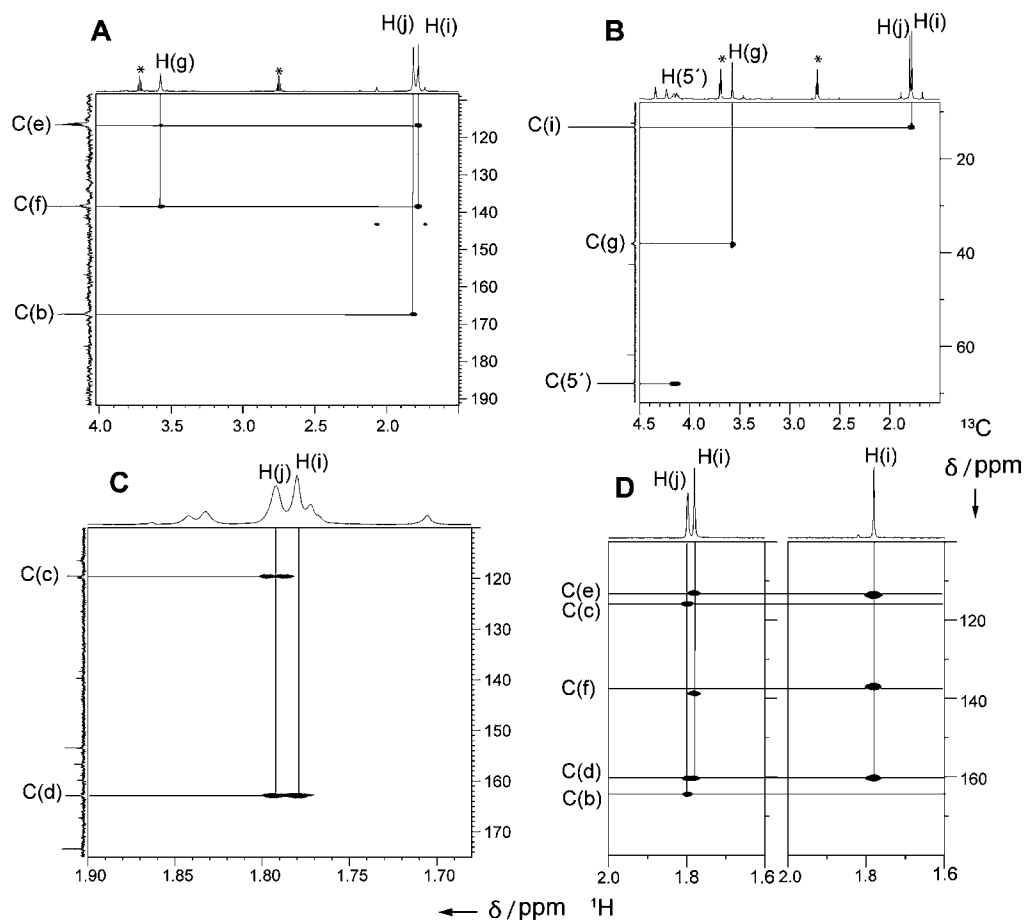 A
H(j) H(i)
H(g)
*
*
C(e)
C(f)
C(b)
120
130
140
150
160
170
180
190
4.0 3.5 3.0 2.5 2.0
B
H(j) H(i)
H(5´)
*
H(g)
*
C(i)
C(g)
C(5´)
20
40
60
4.5 4.0 3.5 3.0 2.5 2.0
13C
δ / ppm
C
H(j) H(i)
C(c)
C(d)
120
130
140
150
160
170
1.90 1.85 1.80 1.75 1.70
D
H(j) H(i)
H(i)
C(e)
C(c)
C(f)
C(d)
C(b)
120
140
160
2.0 1.8 1.6
2.0 1.8 1.6
← δ / ppm 1H